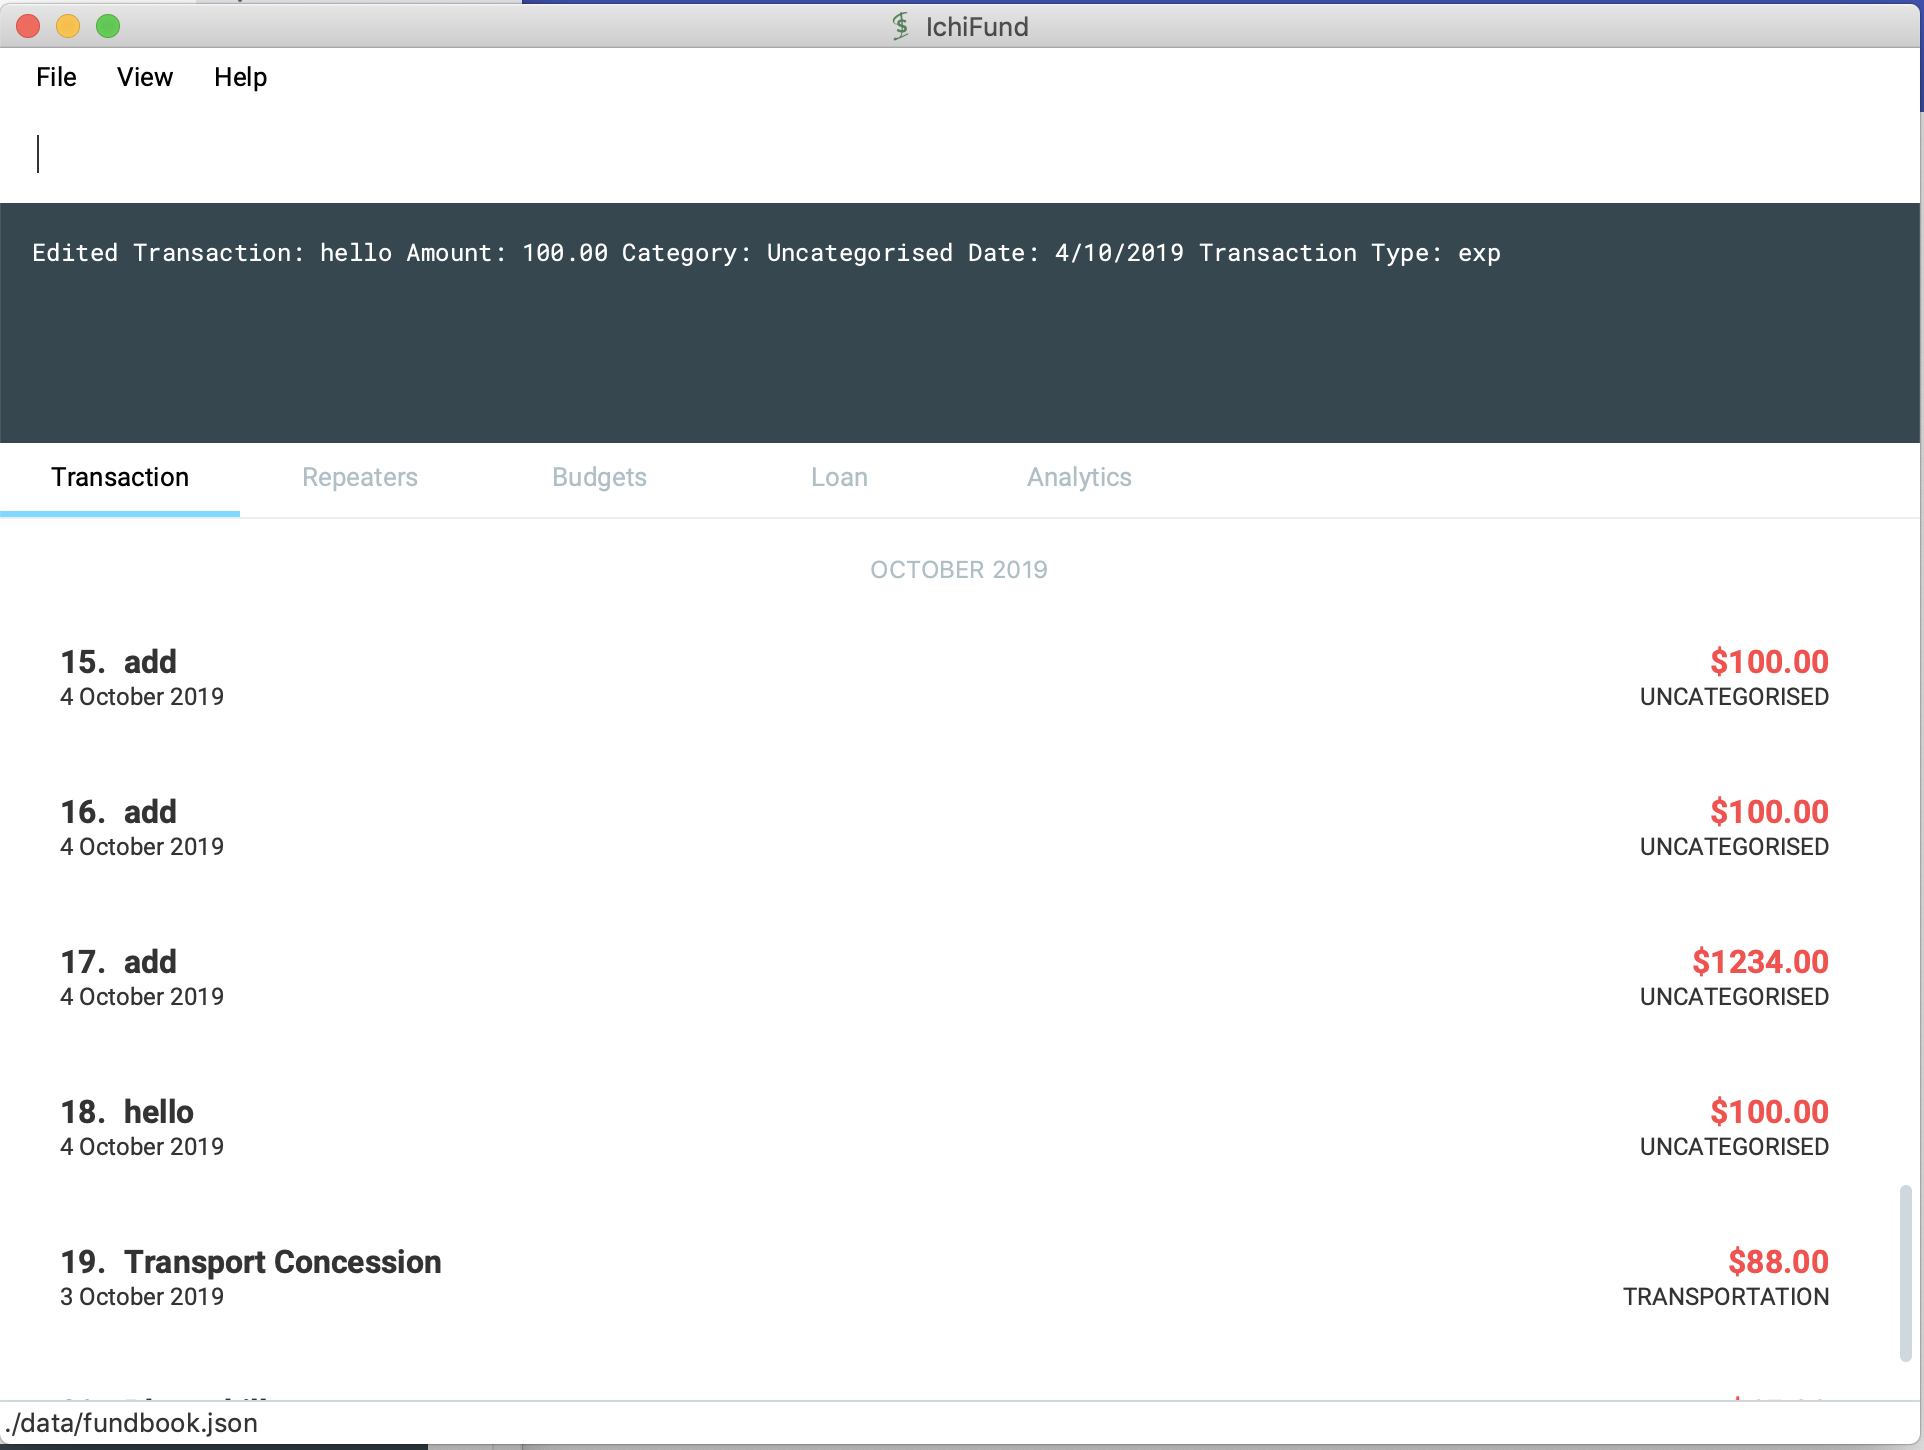 IchiFund
File View Help
Edited Transaction: hello Amount: 100.00 Category: Uncategorised Date: 4/10/2019 Transaction Type: exp
Transaction Repeaters Budgets Loan Analytics
OCTOBER 2019
15. add $100.00
4 October 2019 UNCATEGORISED
16. add $100.00
4 October 2019 UNCATEGORISED
17. add $1234.00
4 October 2019 UNCATEGORISED
18. hello $100.00
4 October 2019 UNCATEGORISED
19. Transport Concession $88.00
3 October 2019 TRANSPORTATION
./data/fundbook.json